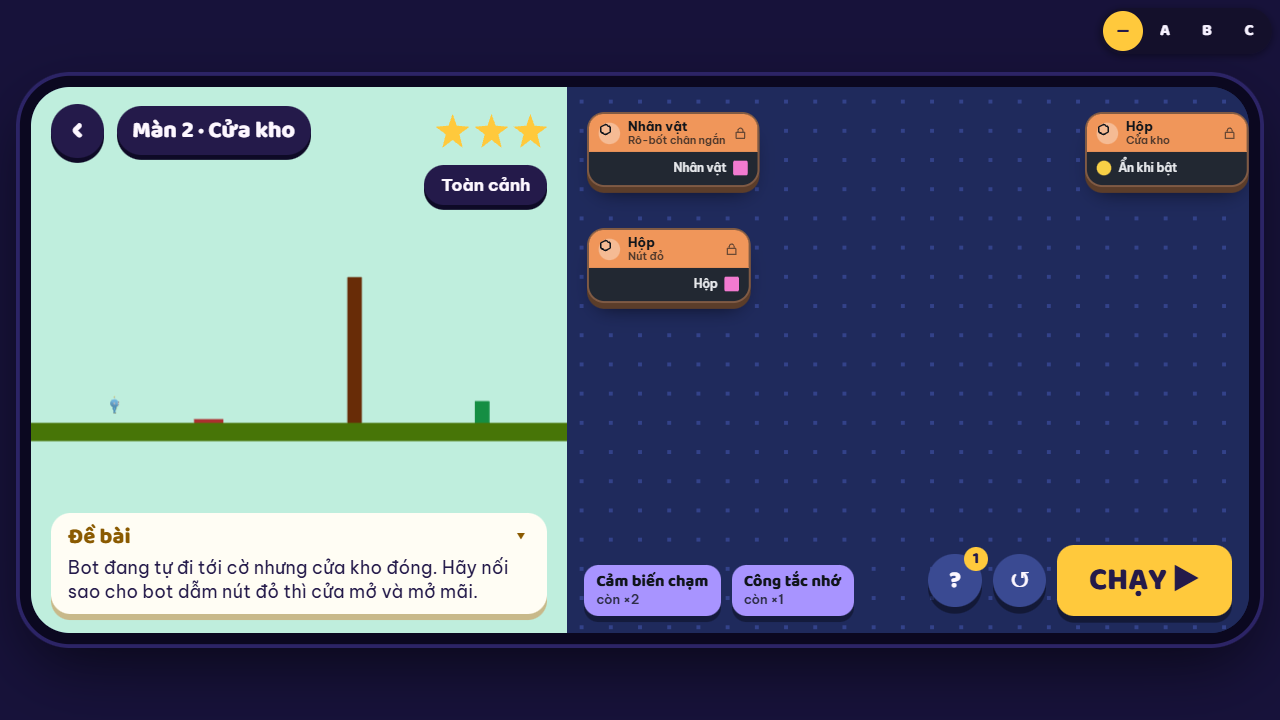 –
A
B
C
Màn 2 • Cửa kho
Toàn cảnh
Nhân vật
Rô-bốt chân ngắn
Nhân vật
Hộp
Cửa kho
Ẩn khi bật
Hộp
Nút đỏ
Hộp
Đề bài
Bot đang tự đi tới cờ nhưng cửa kho đóng. Hãy nối
sao cho bot dẫm nút đỏ thì cửa mở và mở mãi.
Cảm biến chạm
còn ×2
Công tắc nhớ
còn ×1
?
1
↺
CHẠY ▶